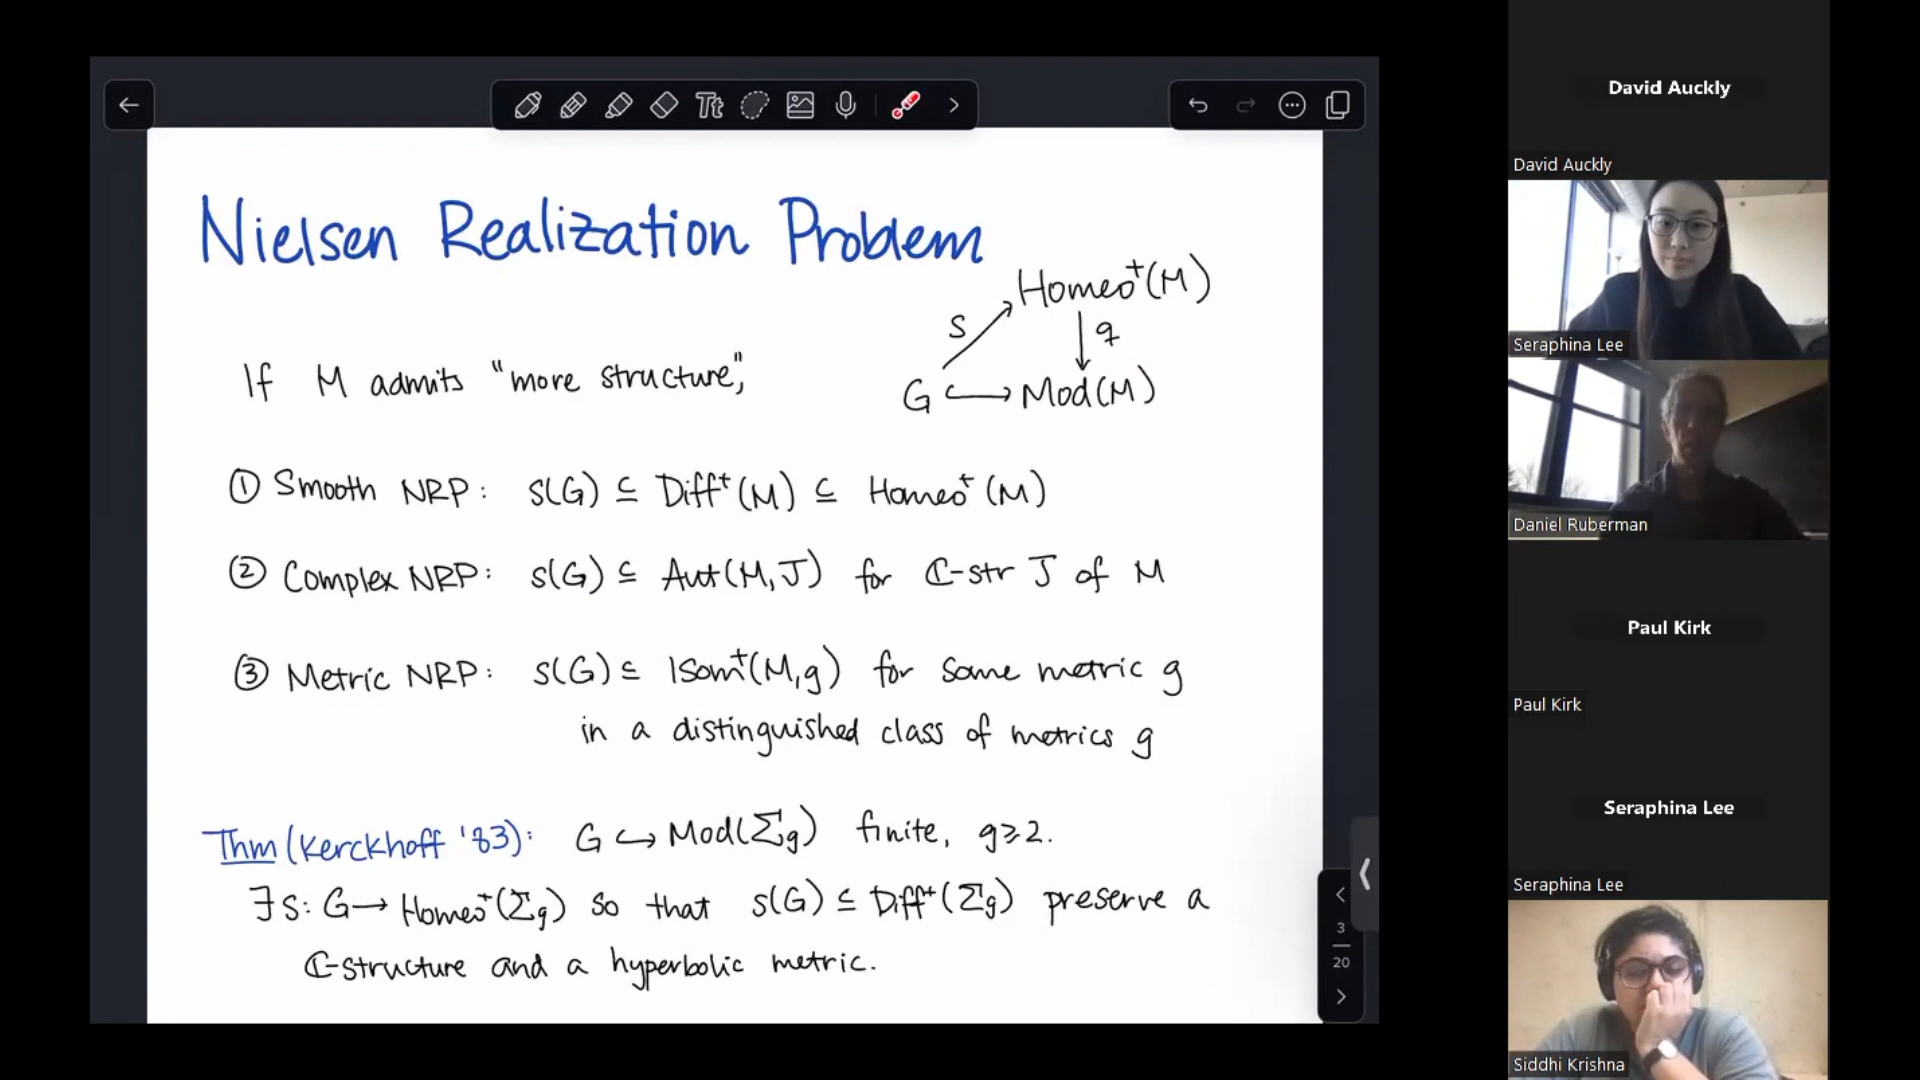 Nielsen Realization Problem
Homeo⁺(M)
s
q
G ↪ Mod(M)
If M admits "more structure",
① Smooth NRP: s(G) ⊆ Diff⁺(M) ⊆ Homeo⁺(M)
② Complex NRP: s(G) ⊆ Aut(M,J) for ℂ-str J of M
③ Metric NRP: s(G) ⊆ Isom⁺(M,g) for some metric g
in a distinguished class of metrics g
Thm (Kerckhoff '83): G ↪ Mod(Σg) finite, g≥2.
∃ s: G → Homeo⁺(Σg) so that s(G) ⊆ Diff⁺(Σg) preserve a
ℂ-structure and a hyperbolic metric.
Tt
3
20
David Auckly
David Auckly
Seraphina Lee
Daniel Ruberman
Paul Kirk
Paul Kirk
Seraphina Lee
Seraphina Lee
Siddhi Krishna